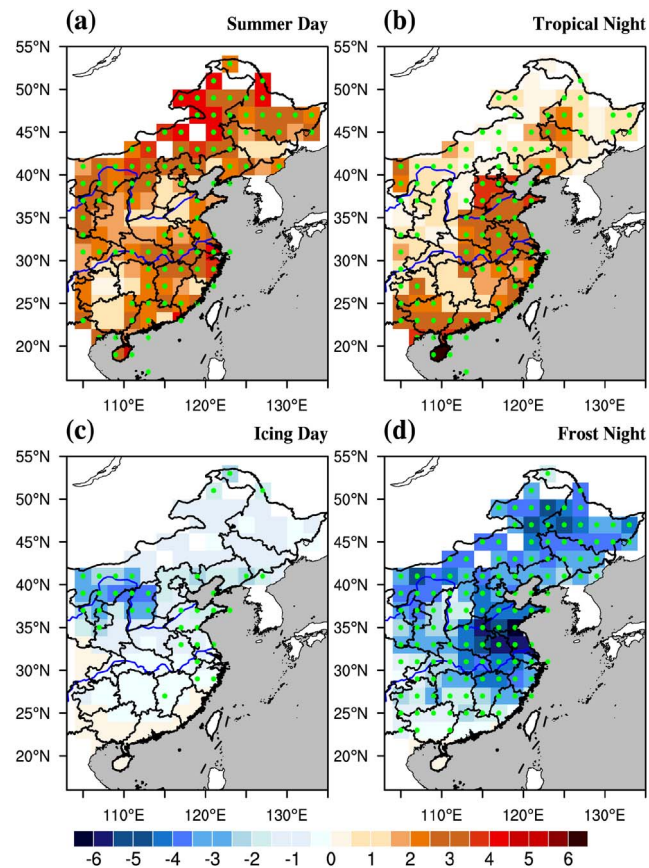 (a) Summer Day
(b) Tropical Night
55°N
50°N
45°N
40°N
35°N
30°N
25°N
20°N
110°E 120°E 130°E
55°N
50°N
45°N
40°N
35°N
30°N
25°N
20°N
110°E 120°E 130°E
(c) Icing Day
(d) Frost Night
55°N
50°N
45°N
40°N
35°N
30°N
25°N
20°N
110°E 120°E 130°E
55°N
50°N
45°N
40°N
35°N
30°N
25°N
20°N
110°E 120°E 130°E
-6 -5 -4 -3 -2 -1 0 1 2 3 4 5 6